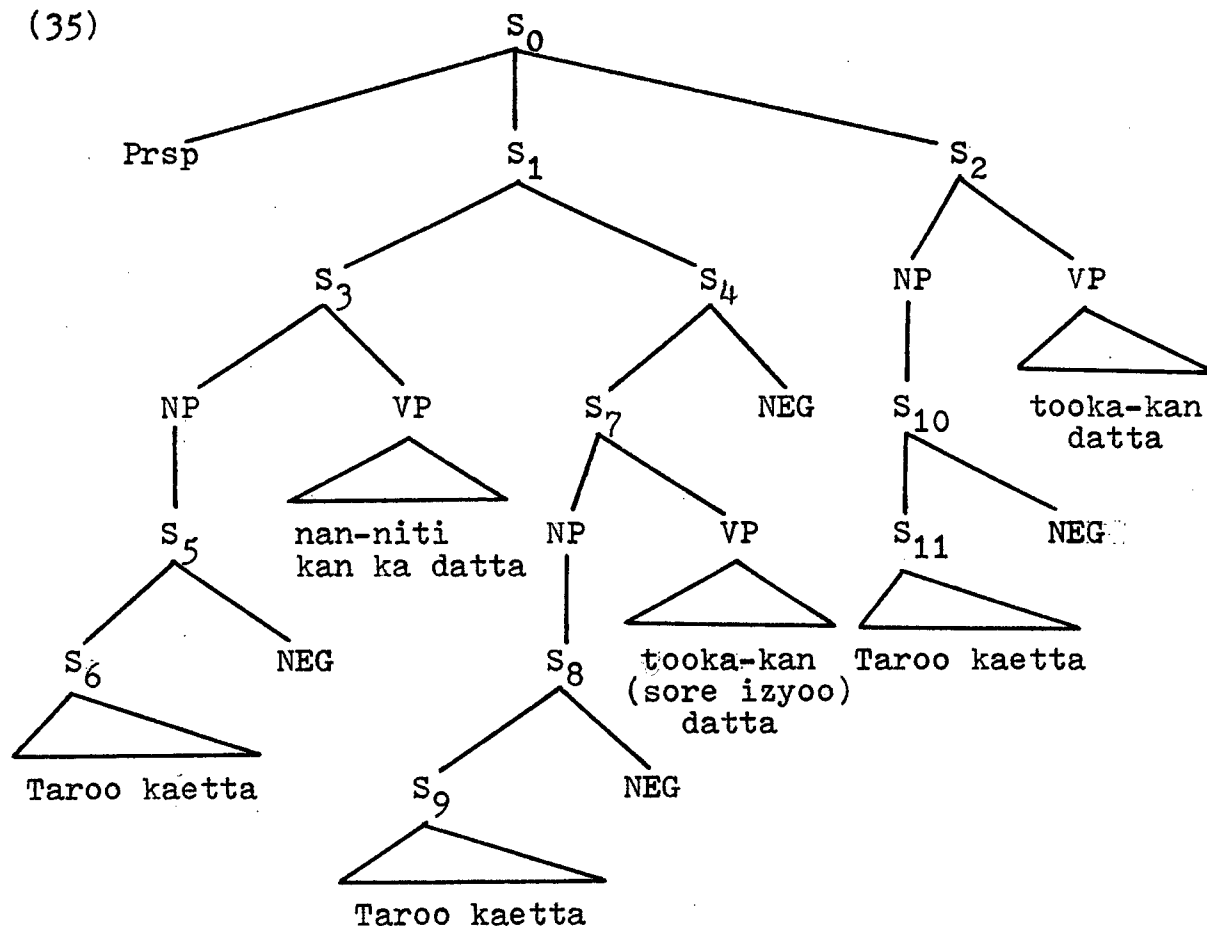 (35)
S0
Prsp
S1
S2
S3
S4
NP
VP
NP
VP
S7
NEG
S10
tooka-kan
datta
S5
nan-niti
kan ka datta
NP
VP
S11
NEG
S6
NEG
S8
tooka-kan
(sore izyoo)
datta
Taroo kaetta
Taroo kaetta
S9
NEG
Taroo kaetta